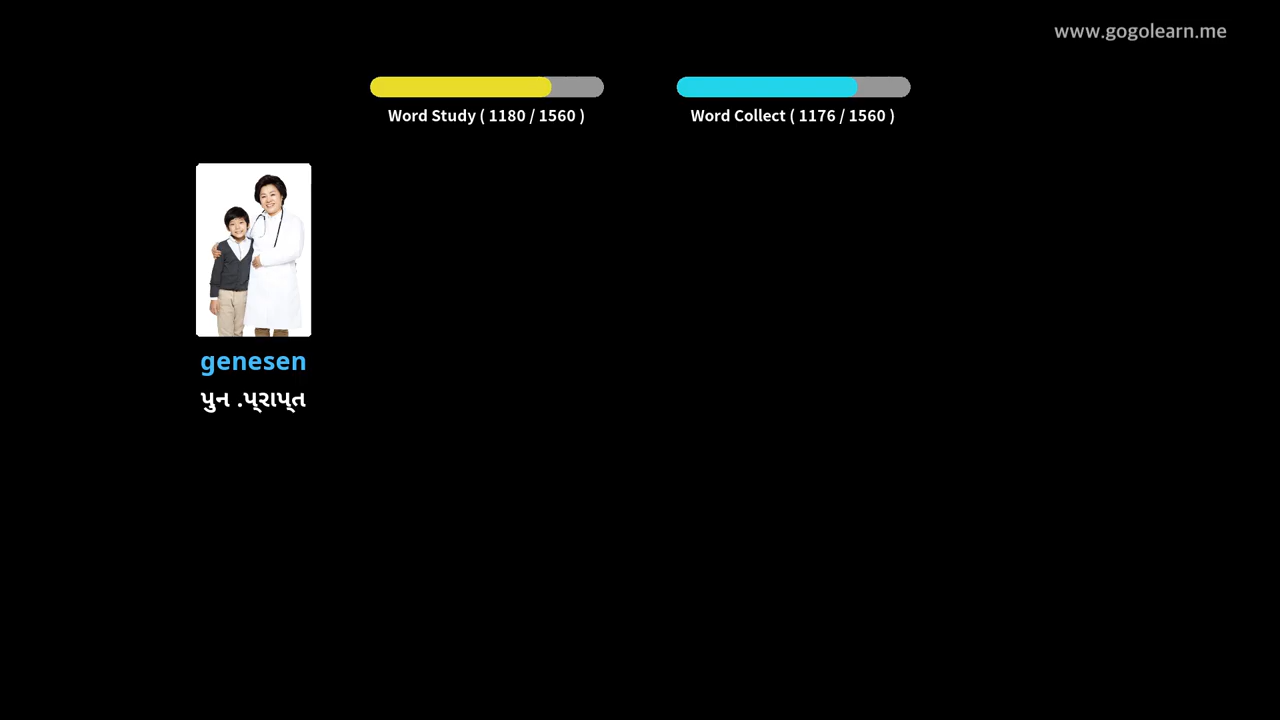 www.gogolearn.me
Word Study ( 1180 / 1560 )
Word Collect ( 1176 / 1560 )
genesen
પુન .પ્રાપ્ત